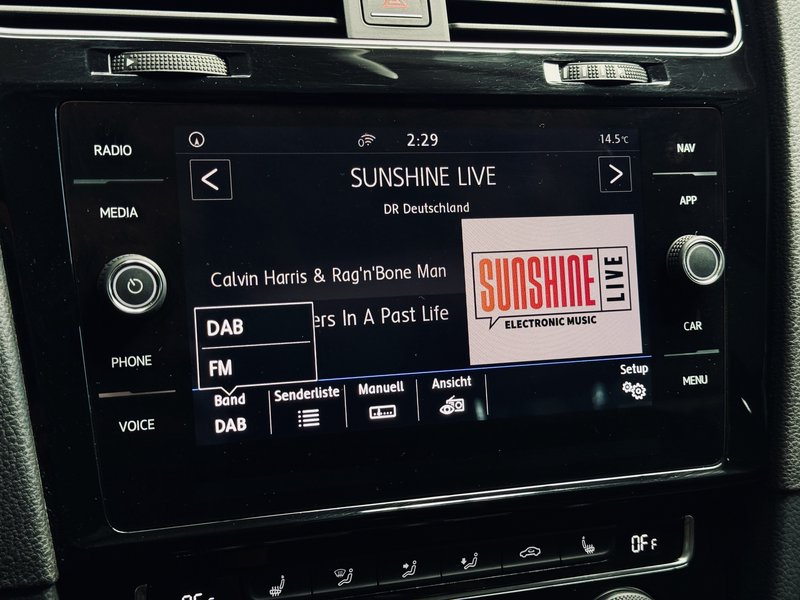 RADIO
MEDIA
PHONE
VOICE
2:29
14.5°C
SUNSHINE LIVE
DR Deutschland
Calvin Harris & Rag'n'Bone Man
ers In A Past Life
SUNSHINE LIVE
ELECTRONIC MUSIC
DAB
FM
Band
DAB
Senderliste
Manuell
Ansicht
Setup
NAV
APP
CAR
MENU
OFF